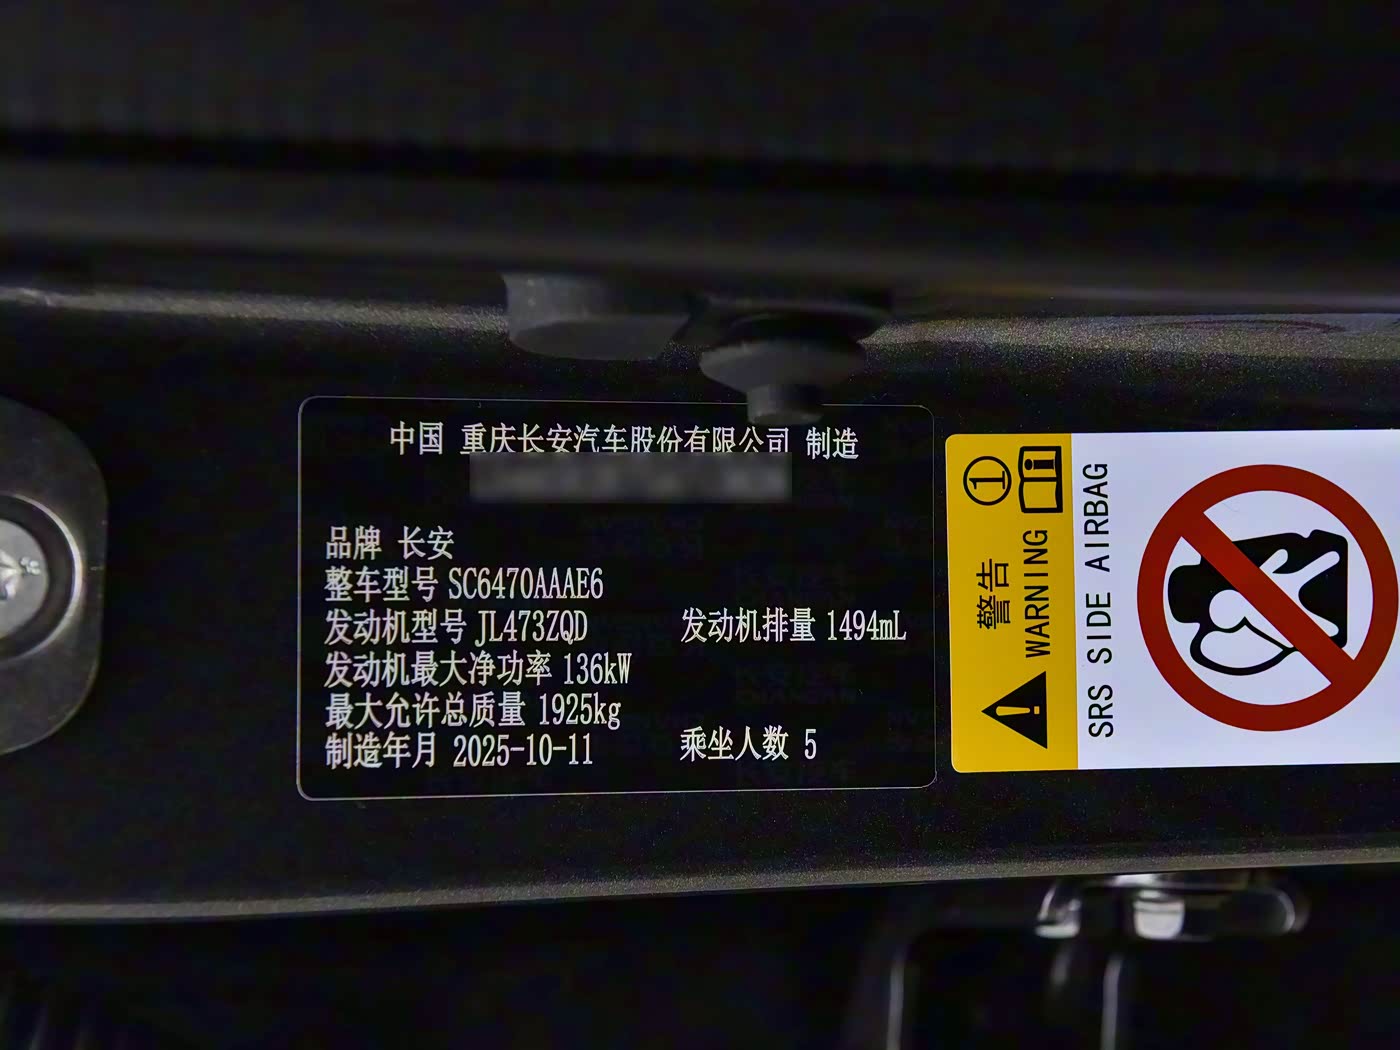 中国 重庆长安汽车股份有限公司 制造
品牌 长安
整车型号 SC6470AAAE6
发动机型号 JL473ZQD 发动机排量 1494mL
发动机最大净功率 136kW
最大允许总质量 1925kg
制造年月 2025-10-11 乘坐人数 5
① i
警告
WARNING
SRS SIDE AIRBAG